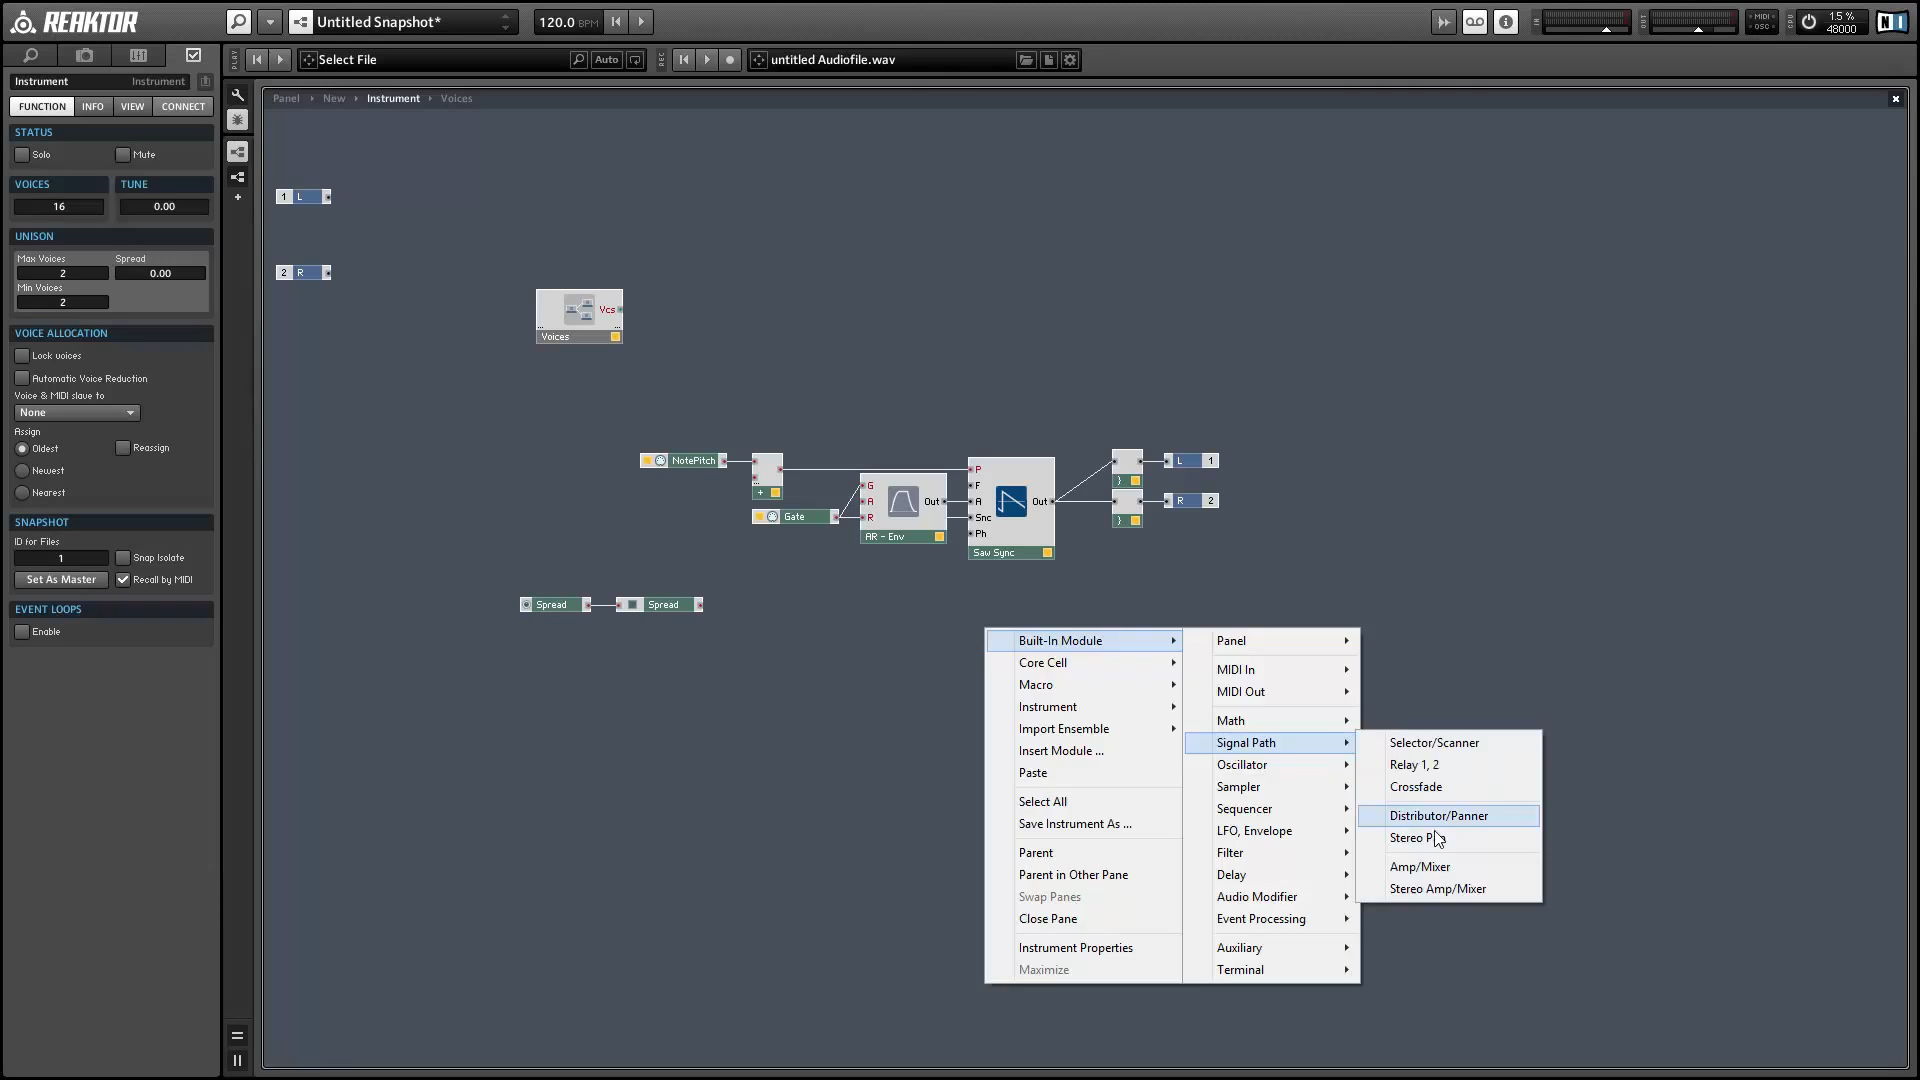 REAKTOR
Untitled Snapshot*
120.0 BPM
IN
OUT
MIDI
OSC
CPU
1.5 %
48000
PLAY
Select File
Auto
REC
untitled Audiofile.wav
Instrument
Instrument
FUNCTION
INFO
VIEW
CONNECT
STATUS
Solo
Mute
VOICES
TUNE
16
0.00
UNISON
Max Voices
Spread
2
0.00
Min Voices
2
VOICE ALLOCATION
Lock voices
Automatic Voice Reduction
Voice & MIDI slave to
None
Assign
Oldest
Reassign
Newest
Nearest
SNAPSHOT
ID for Files
1
Snap Isolate
Set As Master
Recall by MIDI
EVENT LOOPS
Enable
Panel
New
Instrument
Voices
1 L
2 R
Vcs
Voices
NotePitch
...
+
Gate
G
A
R
Out
AR - Env
P
F
A
Snc
Ph
Out
Saw Sync
}
}
L 1
R 2
Spread
Spread
Built-In Module
Core Cell
Macro
Instrument
Import Ensemble
Insert Module ...
Paste
Select All
Save Instrument As ...
Parent
Parent in Other Pane
Swap Panes
Close Pane
Instrument Properties
Maximize
Panel
MIDI In
MIDI Out
Math
Signal Path
Oscillator
Sampler
Sequencer
LFO, Envelope
Filter
Delay
Audio Modifier
Event Processing
Auxiliary
Terminal
Selector/Scanner
Relay 1, 2
Crossfade
Distributor/Panner
Stereo
Amp/Mixer
Stereo Amp/Mixer